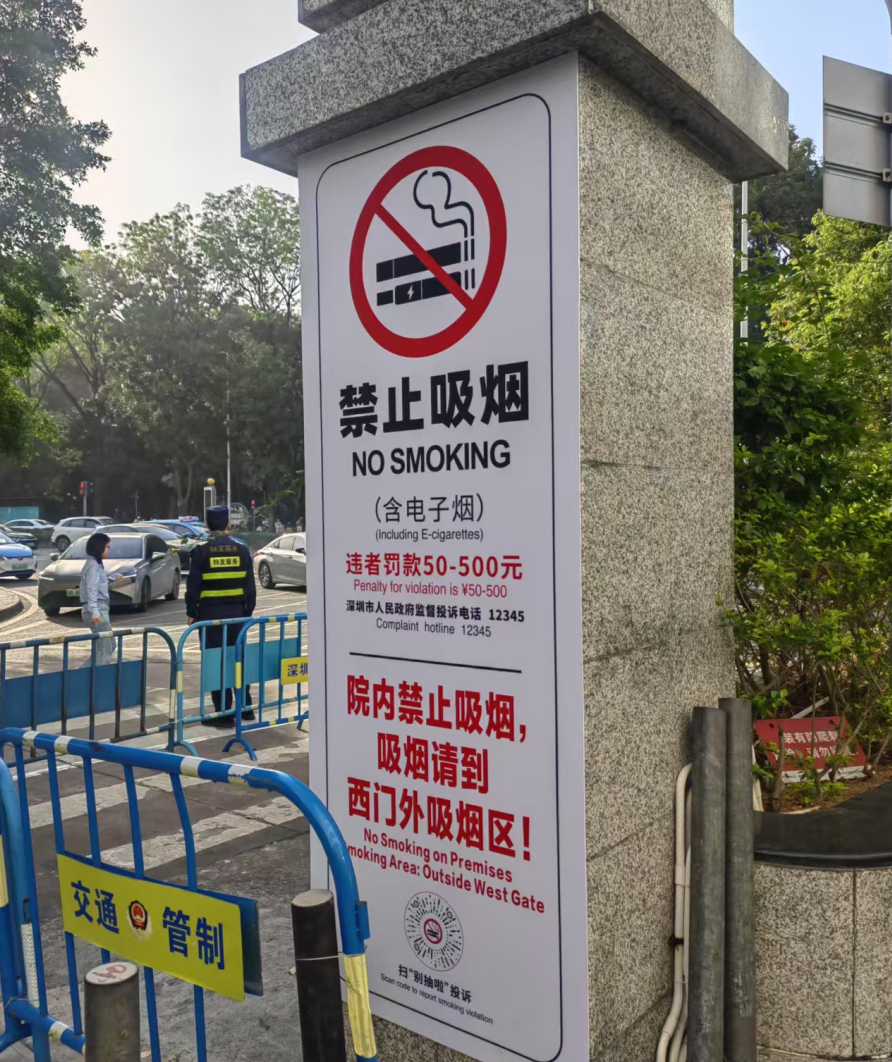 禁止吸烟
NO SMOKING
（含电子烟）
(Including E-cigarettes)
违者罚款50-500元
Penalty for violation is ¥50-500
深圳市人民政府监督投诉电话 12345
Complaint hotline 12345
院内禁止吸烟，
吸烟请到
西门外吸烟区！
No Smoking on Premises
moking Area: Outside West Gate
扫“别抽啦”投诉
Scan code to report smoking violation
交通 管制
深圳